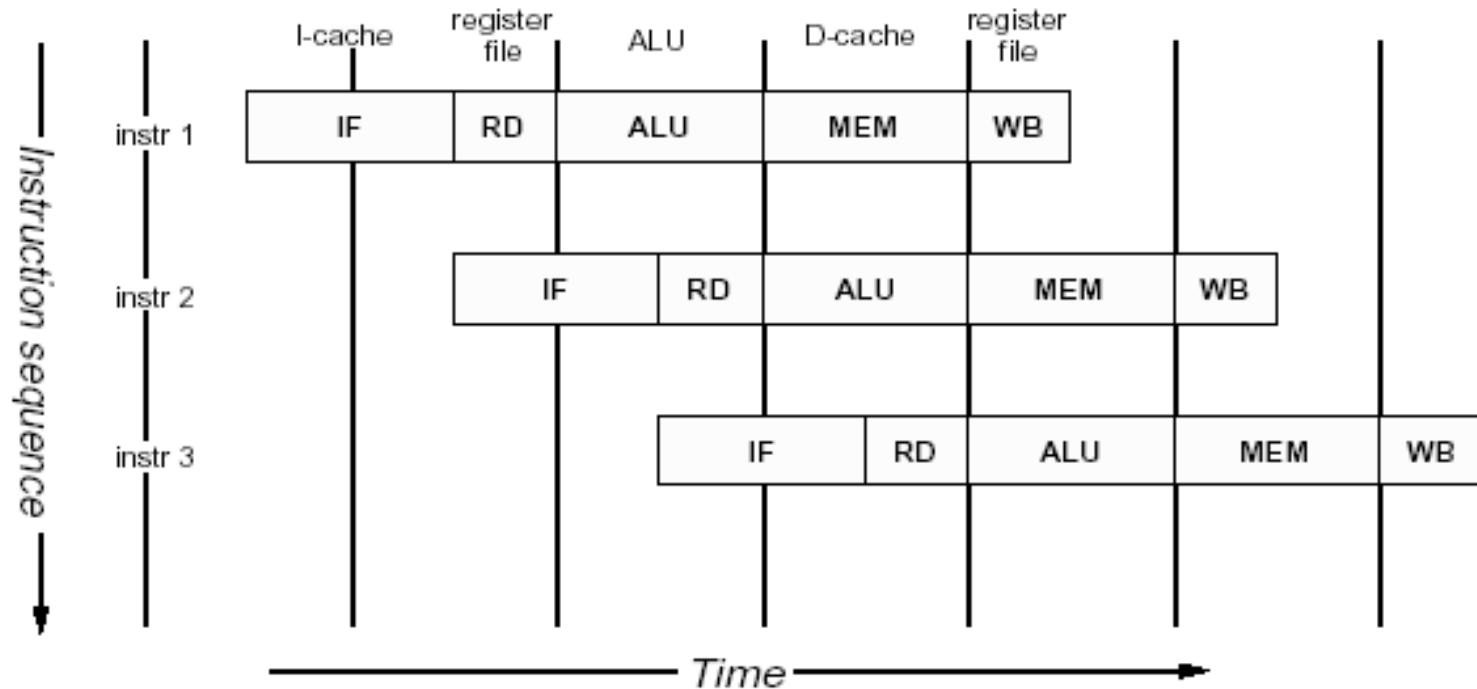 I-cache
register
file
ALU
D-cache
register
file
instr 1
IF
RD
ALU
MEM
WB
instr 2
IF
RD
ALU
MEM
WB
instr 3
IF
RD
ALU
MEM
WB
Instruction sequence
Time